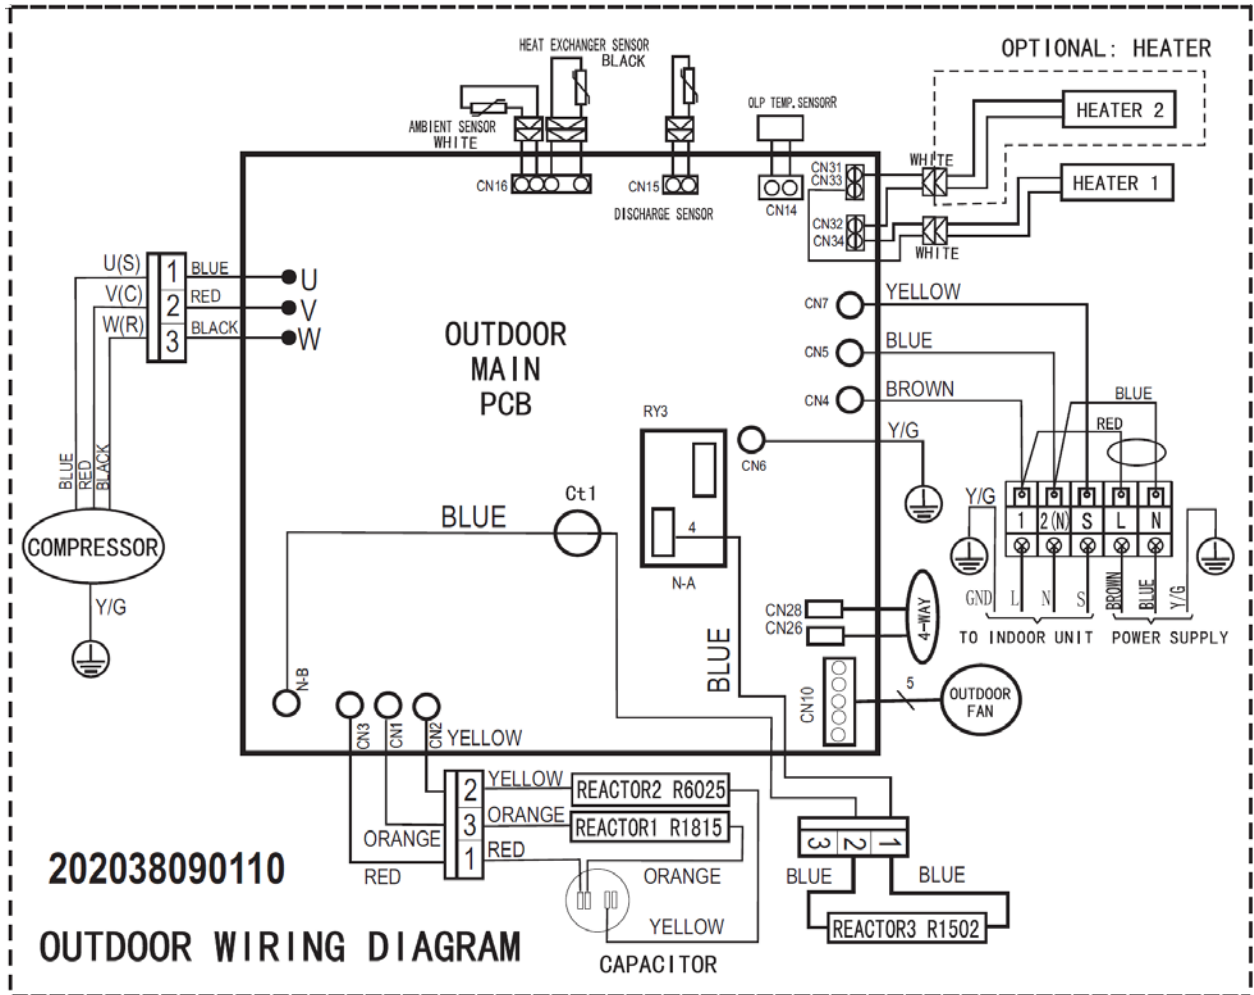 HEAT EXCHANGER SENSOR
BLACK
OPTIONAL: HEATER
AMBIENT SENSOR
WHITE
OLP TEMP.SENSORR
HEATER 2
HEATER 1
WHITE
WHITE
CN16
CN15
DISCHARGE SENSOR
CN14
CN31
CN33
CN32
CN34
U(S)
V(C)
W(R)
1
2
3
BLUE
RED
BLACK
U
V
W
OUTDOOR
MAIN
PCB
CN7
YELLOW
CN5
BLUE
CN4
BROWN
BLUE
RED
RY3
CN6
Y/G
Y/G
1
2(N)
S
L
N
GND
L
N
S
BROWN
BLUE
Y/G
TO INDOOR UNIT
POWER SUPPLY
BLUE
RED
BLACK
COMPRESSOR
Y/G
BLUE
Ct1
4
N-A
BLUE
CN28
CN26
4-WAY
CN10
5
OUTDOOR
FAN
N-B
CN3
CN1
CN2
YELLOW
2
3
1
YELLOW
REACTOR2 R6025
ORANGE
REACTOR1 R1815
ORANGE
RED
RED
ORANGE
YELLOW
CAPACITOR
3
2
1
BLUE
BLUE
REACTOR3 R1502
202038090110
OUTDOOR WIRING DIAGRAM